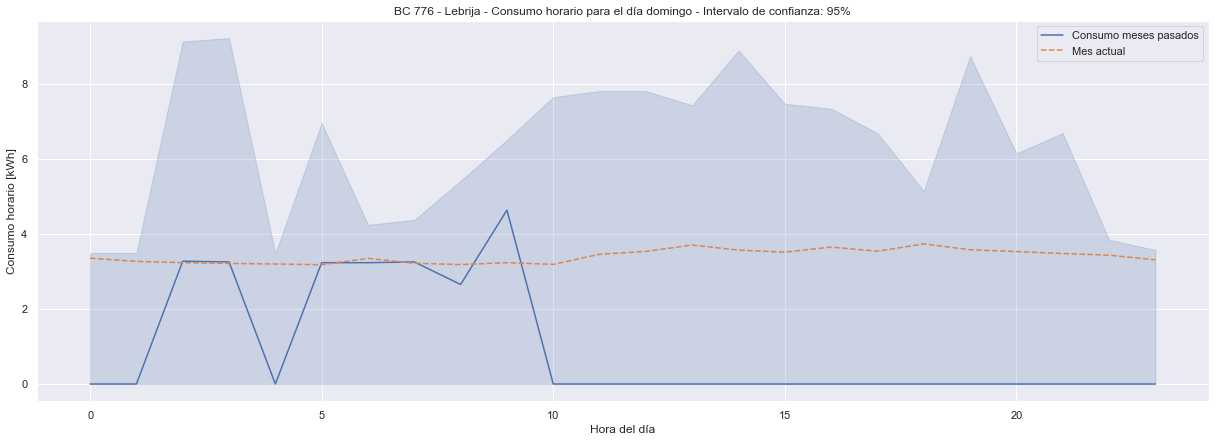 BC 776 - Lebrija - Consumo horario para el día domingo - Intervalo de confianza: 95%
Consumo meses pasados
Mes actual
Consumo horario [kWh]
8
6
4
2
0
0 5 10 15 20
Hora del día